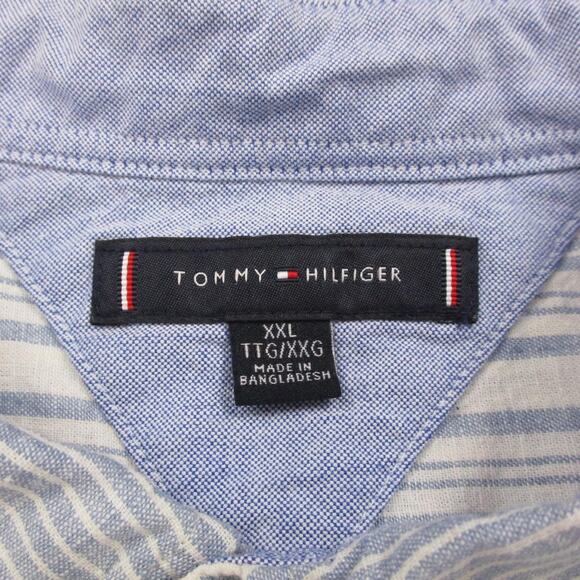 TOMMY HILFIGER
XXL
TTG/XXG
MADE IN
BANGLADESH